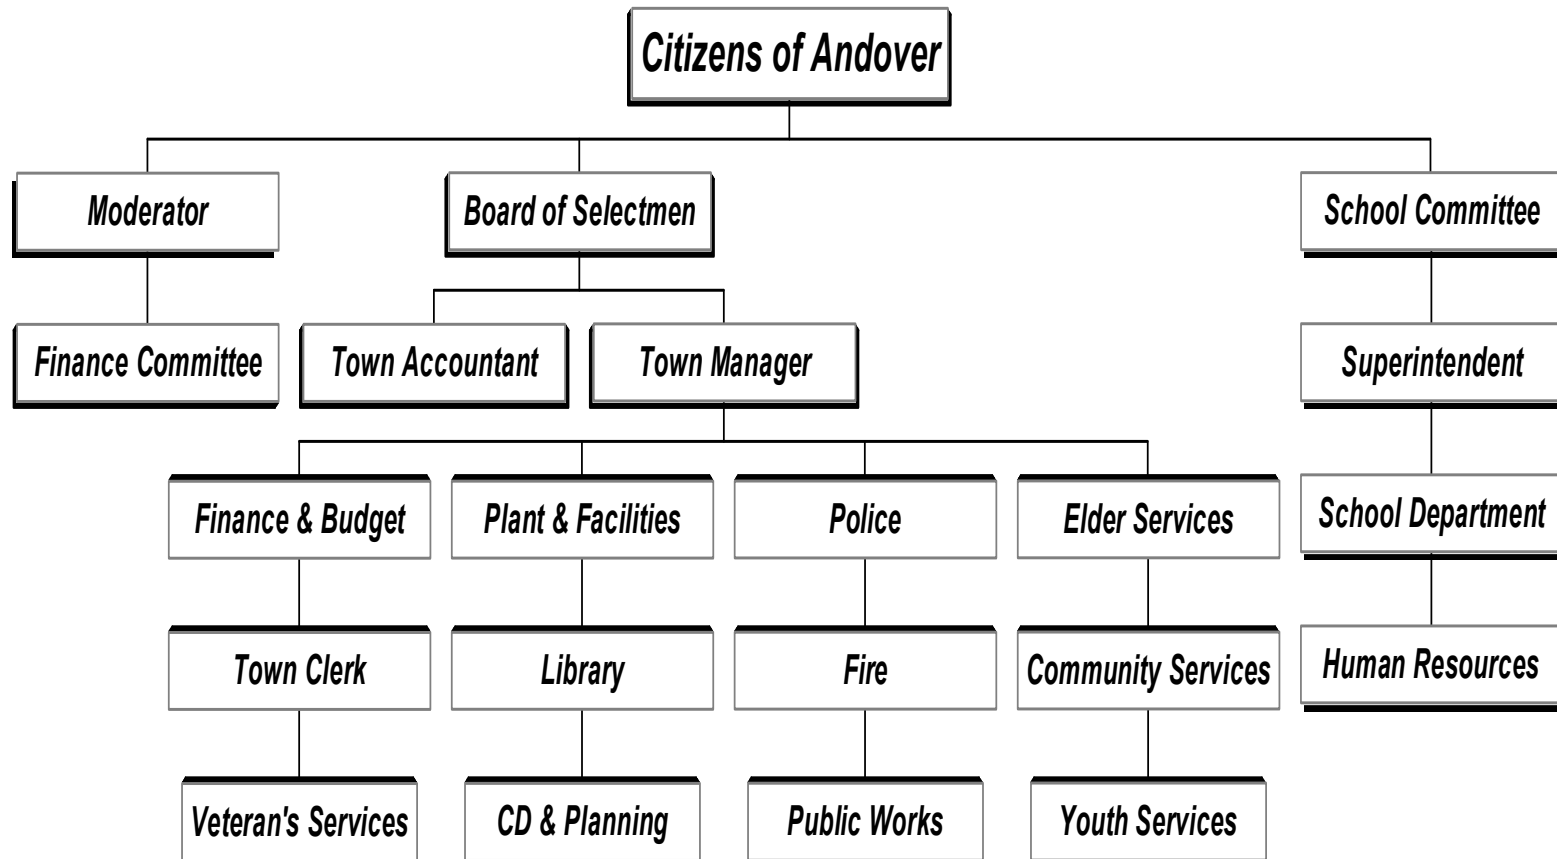 Citizens of Andover
Moderator
Board of Selectmen
School Committee
Finance Committee
Town Accountant
Town Manager
Superintendent
Finance & Budget
Plant & Facilities
Police
Elder Services
School Department
Town Clerk
Library
Fire
Community Services
Human Resources
Veteran's Services
CD & Planning
Public Works
Youth Services